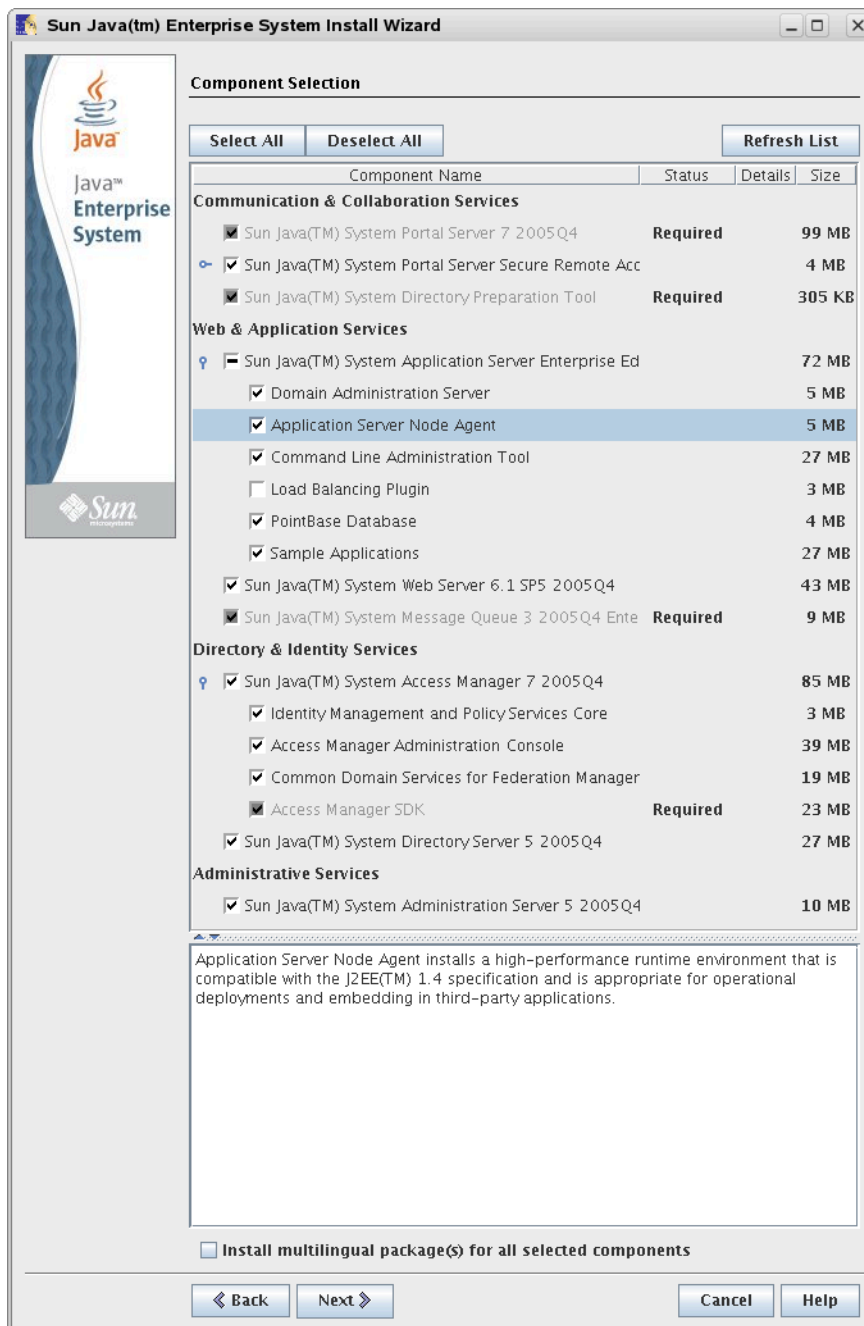 Sun Java(tm) Enterprise System Install Wizard
Java
Java™
Enterprise
System
Sun
microsystems
Component Selection
Select All Deselect All Refresh List
Component Name Status Details Size
Communication & Collaboration Services
Sun Java(TM) System Portal Server 7 2005Q4 Required 99 MB
Sun Java(TM) System Portal Server Secure Remote Acc 4 MB
Sun Java(TM) System Directory Preparation Tool Required 305 KB
Web & Application Services
Sun Java(TM) System Application Server Enterprise Ed 72 MB
Domain Administration Server 5 MB
Application Server Node Agent 5 MB
Command Line Administration Tool 27 MB
Load Balancing Plugin 3 MB
PointBase Database 4 MB
Sample Applications 27 MB
Sun Java(TM) System Web Server 6.1 SP5 2005Q4 43 MB
Sun Java(TM) System Message Queue 3 2005Q4 Ente Required 9 MB
Directory & Identity Services
Sun Java(TM) System Access Manager 7 2005Q4 85 MB
Identity Management and Policy Services Core 3 MB
Access Manager Administration Console 39 MB
Common Domain Services for Federation Manager 19 MB
Access Manager SDK Required 23 MB
Sun Java(TM) System Directory Server 5 2005Q4 27 MB
Administrative Services
Sun Java(TM) System Administration Server 5 2005Q4 10 MB
Application Server Node Agent installs a high-performance runtime environment that is
compatible with the J2EE(TM) 1.4 specification and is appropriate for operational
deployments and embedding in third-party applications.
Install multilingual package(s) for all selected components
Back Next Cancel Help